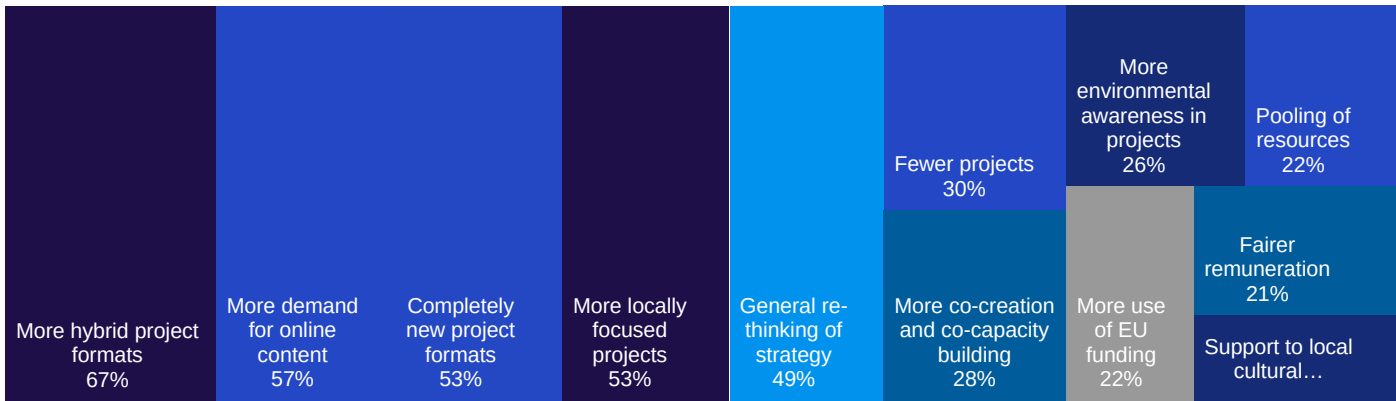 More hybrid project
formats
67%
More demand
for online
content
57%
Completely
new project
formats
53%
More locally
focused
projects
53%
General re-
thinking of
strategy
49%
Fewer projects
30%
More co-creation
and co-capacity
building
28%
More
environmental
awareness in
projects
26%
Pooling of
resources
22%
More use
of EU
funding
22%
Fairer
remuneration
21%
Support to local
cultural…